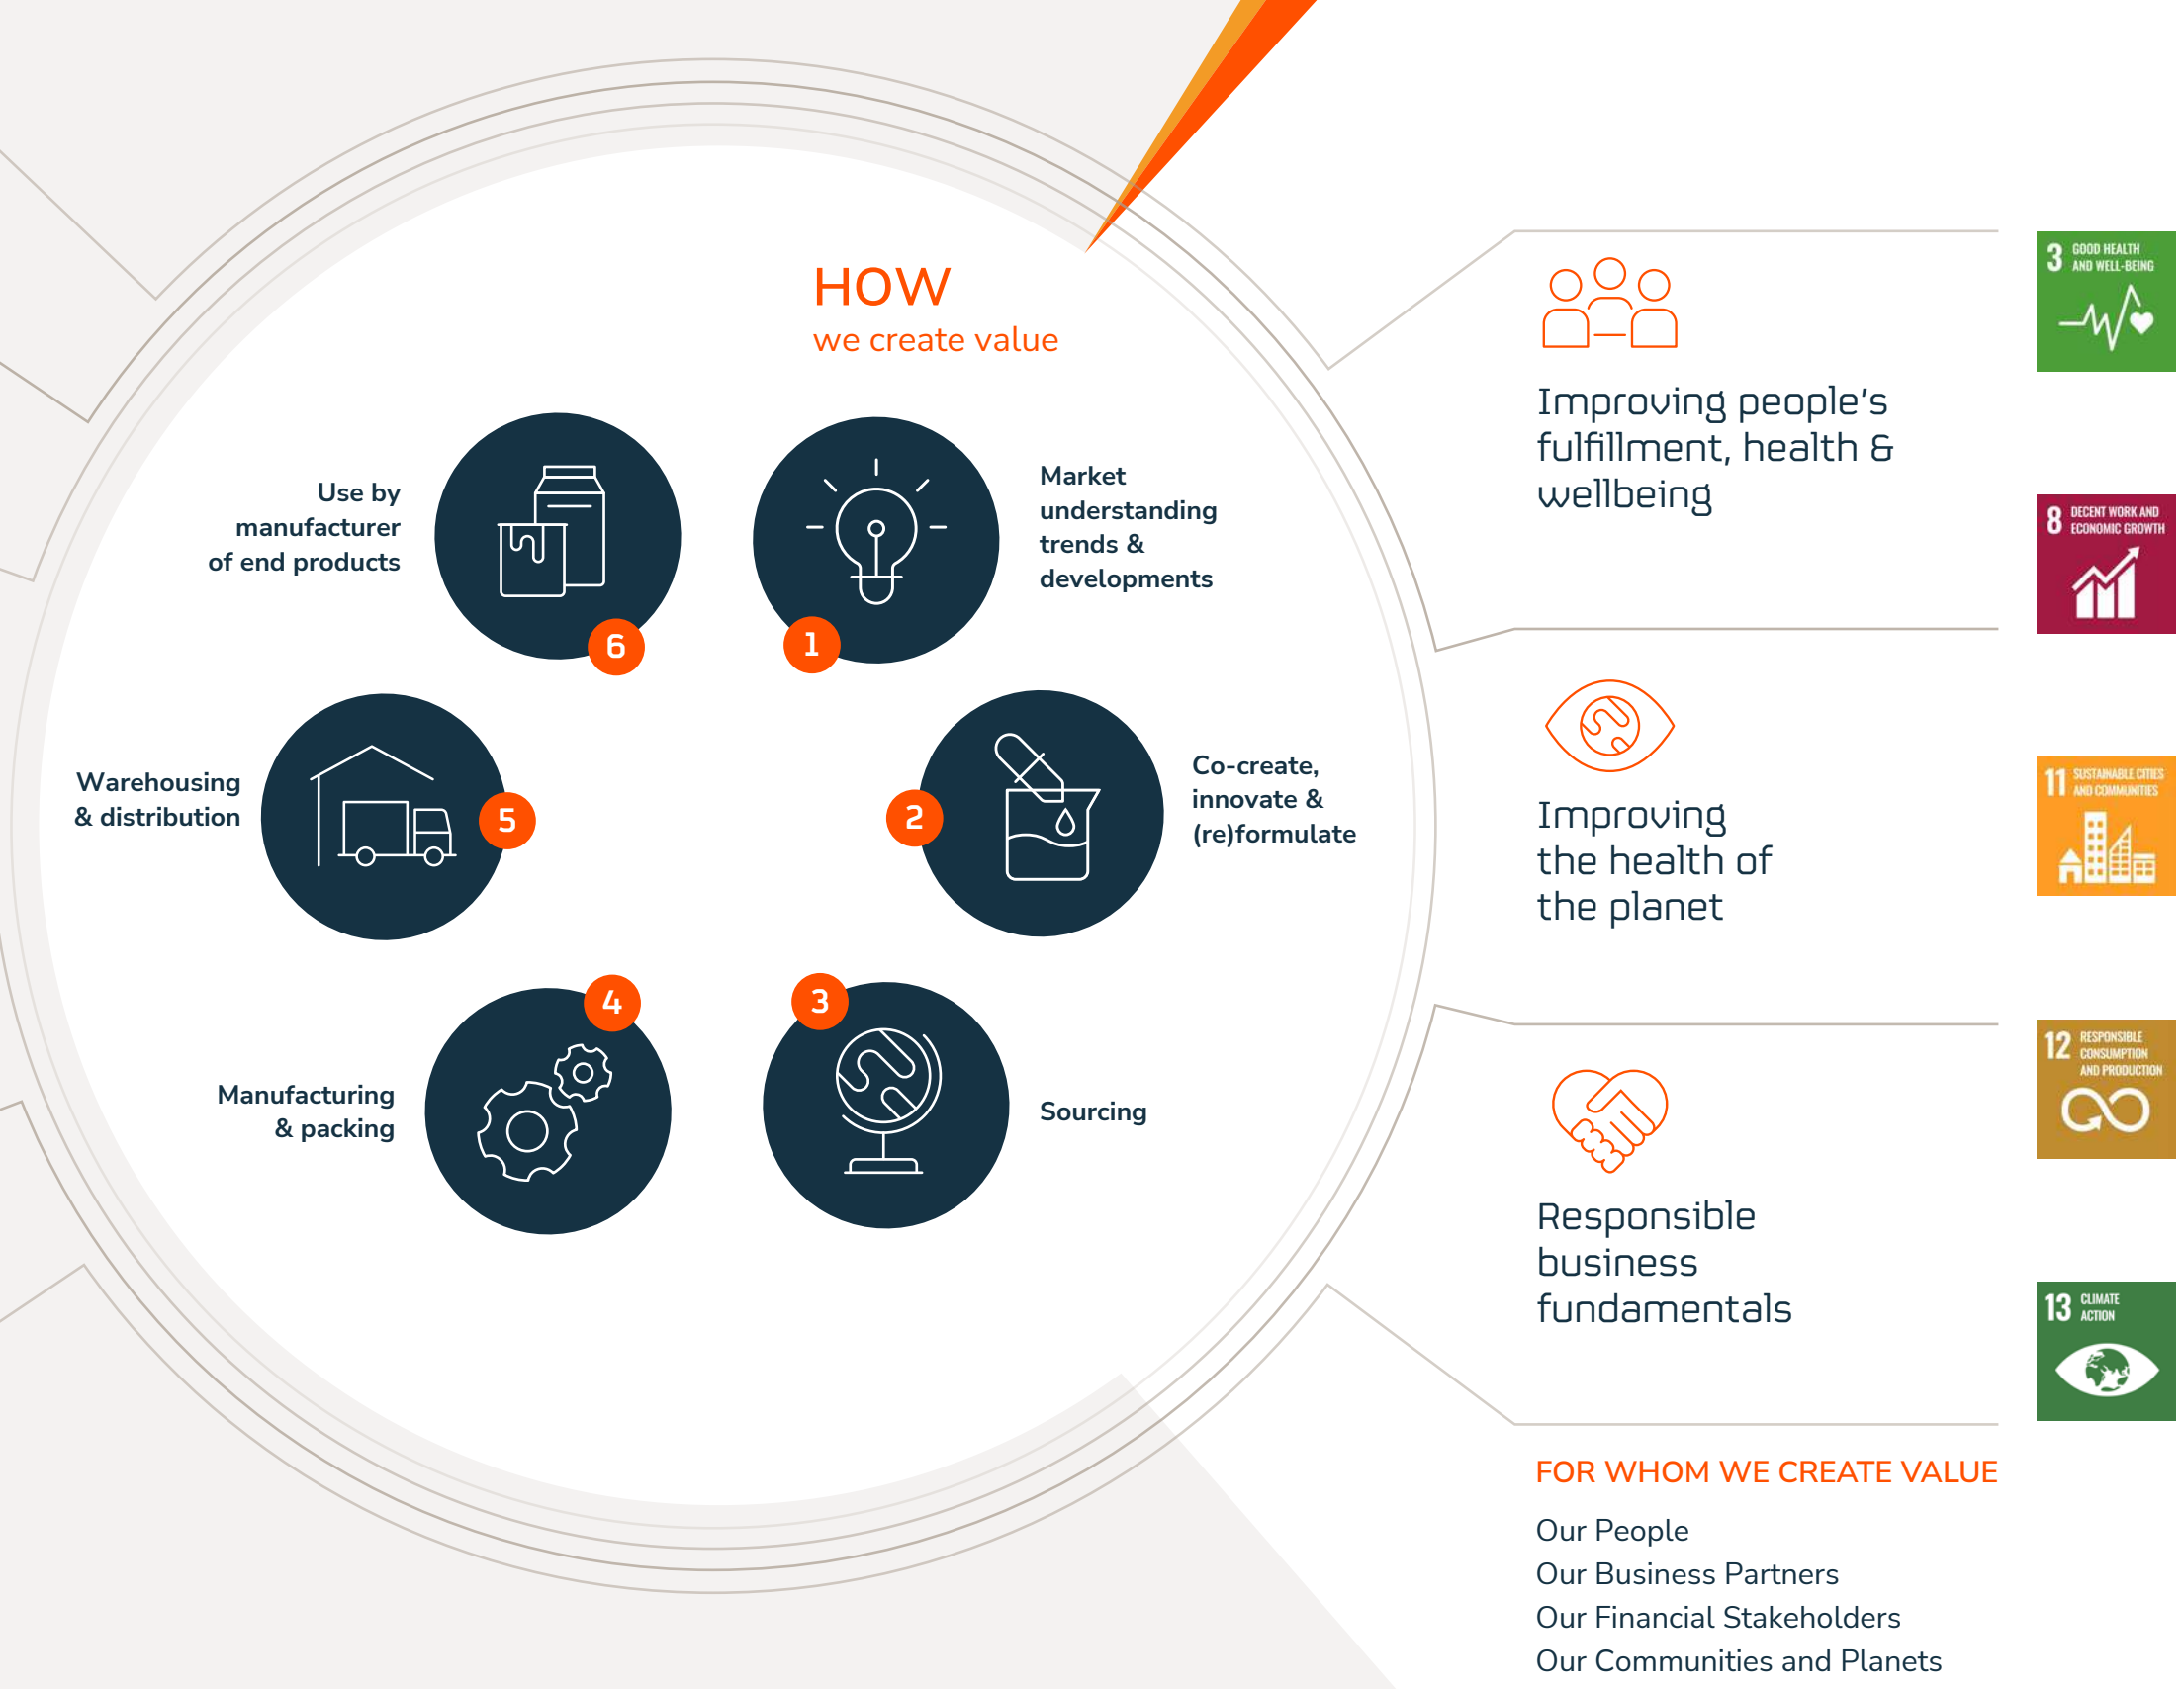 HOW
we create value
1
Market
understanding
trends &
developments
2
Co-create,
innovate &
(re)formulate
3
Sourcing
4
Manufacturing
& packing
5
Warehousing
& distribution
6
Use by
manufacturer
of end products
Improving people's
fulfillment, health &
wellbeing
Improving
the health of
the planet
Responsible
business
fundamentals
FOR WHOM WE CREATE VALUE
Our People
Our Business Partners
Our Financial Stakeholders
Our Communities and Planets
3 GOOD HEALTH
AND WELL-BEING
8 DECENT WORK AND
ECONOMIC GROWTH
11 SUSTAINABLE CITIES
AND COMMUNITIES
12 RESPONSIBLE
CONSUMPTION
AND PRODUCTION
13 CLIMATE
ACTION